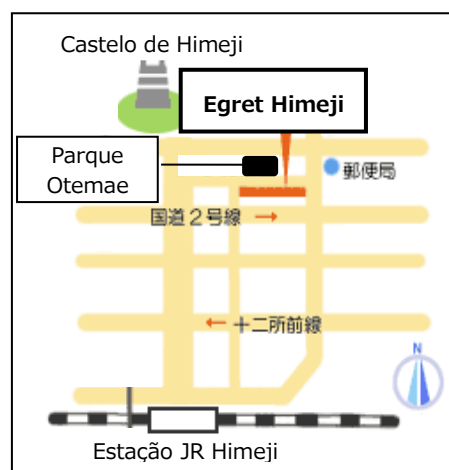 Castelo de Himeji
Egret Himeji
Parque
Otemae
郵便局
国道２号線 →
← 十二所前線
N
Estação JR Himeji